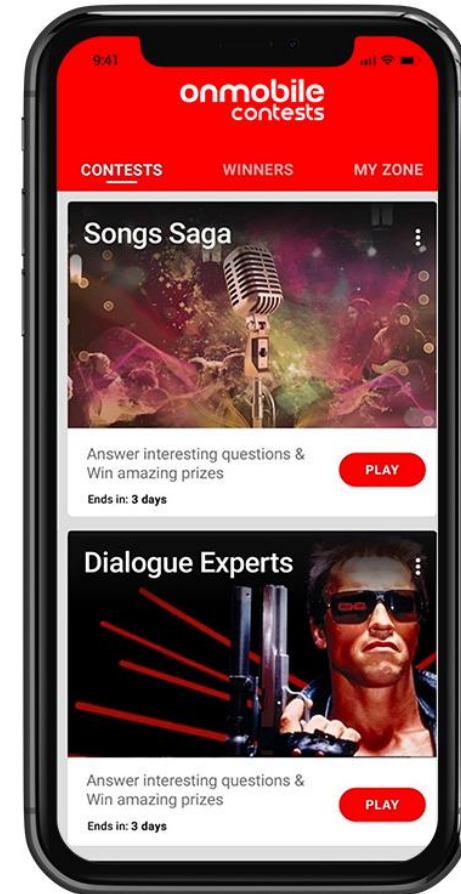 9:41
onmobile
contests
CONTESTS WINNERS MY ZONE
Songs Saga
Answer interesting questions &
Win amazing prizes
PLAY
Ends in: 3 days
Dialogue Experts
Answer interesting questions &
Win amazing prizes
PLAY
Ends in: 3 days